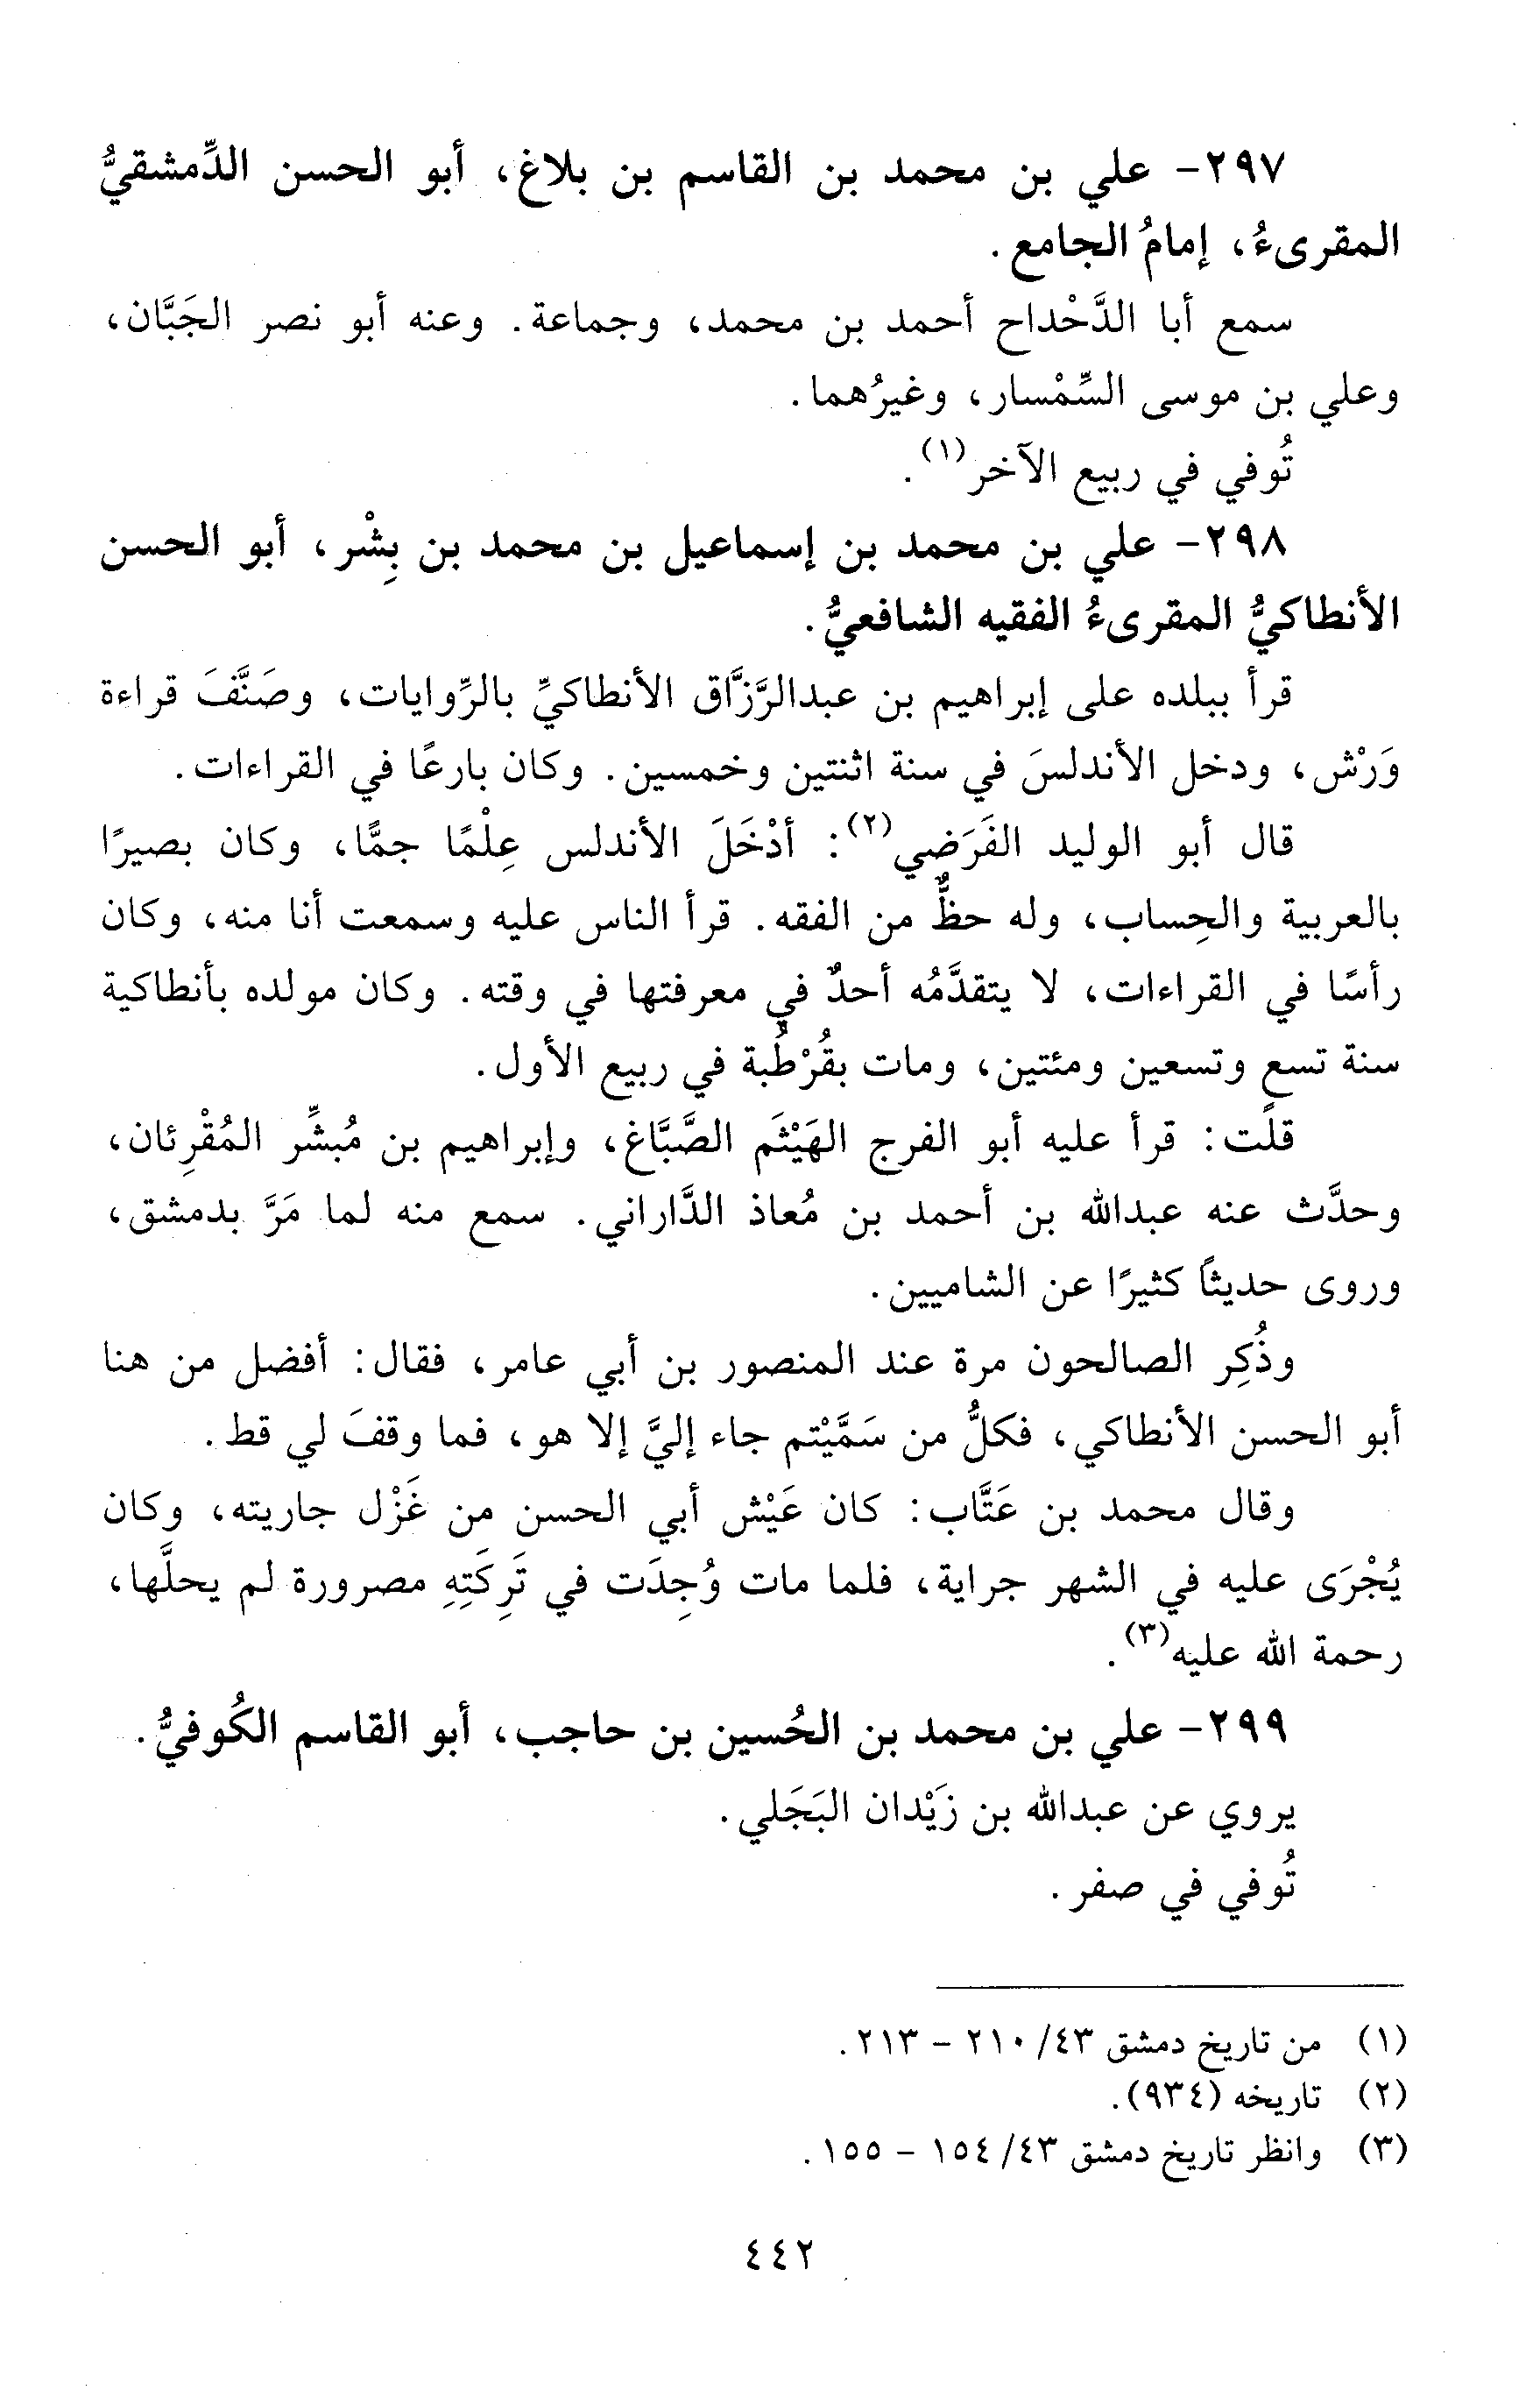 ٢٩٧- علي بن محمد بن القاسم بن بلاغ، أبو الحسن الدِّمشقيُّ
المقرىءُ، إمامُ الجامع.
سمع أبا الدَّحْداح أحمد بن محمد، وجماعة. وعنه أبو نصر الجَبَّان،
وعلي بن موسى السِّمْسار، وغيرُهما.
تُوفي في ربيع الآخر(١).
٢٩٨- علي بن محمد بن إسماعيل بن محمد بن بِشْر، أبو الحسن
الأنطاكيُّ المقرىءُ الفقيه الشافعيُّ.
قرأ ببلده على إبراهيم بن عبدالرَّزَّاق الأنطاكيِّ بالرِّوايات، وصَنَّفَ قراءة
وَرْش، ودخل الأندلسَ في سنة اثنتين وخمسين. وكان بارعًا في القراءات.
قال أبو الوليد الفَرَضي(٢): أدْخَلَ الأندلس عِلْمًا جمًّا، وكان بصيرًا
بالعربية والحِساب، وله حظٌّ من الفقه. قرأ الناس عليه وسمعت أنا منه، وكان
رأسًا في القراءات، لا يتقدَّمُه أحدٌ في معرفتها في وقته. وكان مولده بأنطاكية
سنة تسع وتسعين ومئتين، ومات بقُرْطُبة في ربيع الأول.
قلت: قرأ عليه أبو الفرج الهَيْثَم الصَّبَّاغ، وإبراهيم بن مُبشِّر المُقْرِئان،
وحدَّث عنه عبدالله بن أحمد بن مُعاذ الدَّاراني. سمع منه لما مَرَّ بدمشق،
وروى حديثًا كثيرًا عن الشاميين.
وذُكِر الصالحون مرة عند المنصور بن أبي عامر، فقال: أفضل من هنا
أبو الحسن الأنطاكي، فكلُّ من سَمَّيْتم جاء إليَّ إلا هو، فما وقفَ لي قط.
وقال محمد بن عَتَّاب: كان عَيْش أبي الحسن من غَزْل جاريته، وكان
يُجْرَى عليه في الشهر جراية، فلما مات وُجِدَت في تَرِكَتِهِ مصرورة لم يحلَّها،
رحمة الله عليه(٣).
٢٩٩- علي بن محمد بن الحُسين بن حاجب، أبو القاسم الكُوفيُّ.
يروي عن عبدالله بن زَيْدان البَجَلي.
تُوفي في صفر.
(١) من تاريخ دمشق ٤٣/ ٢١٠ - ٢١٣.
(٢) تاريخه (٩٣٤).
(٣) وانظر تاريخ دمشق ٤٣/ ١٥٤ - ١٥٥.
٤٤٢